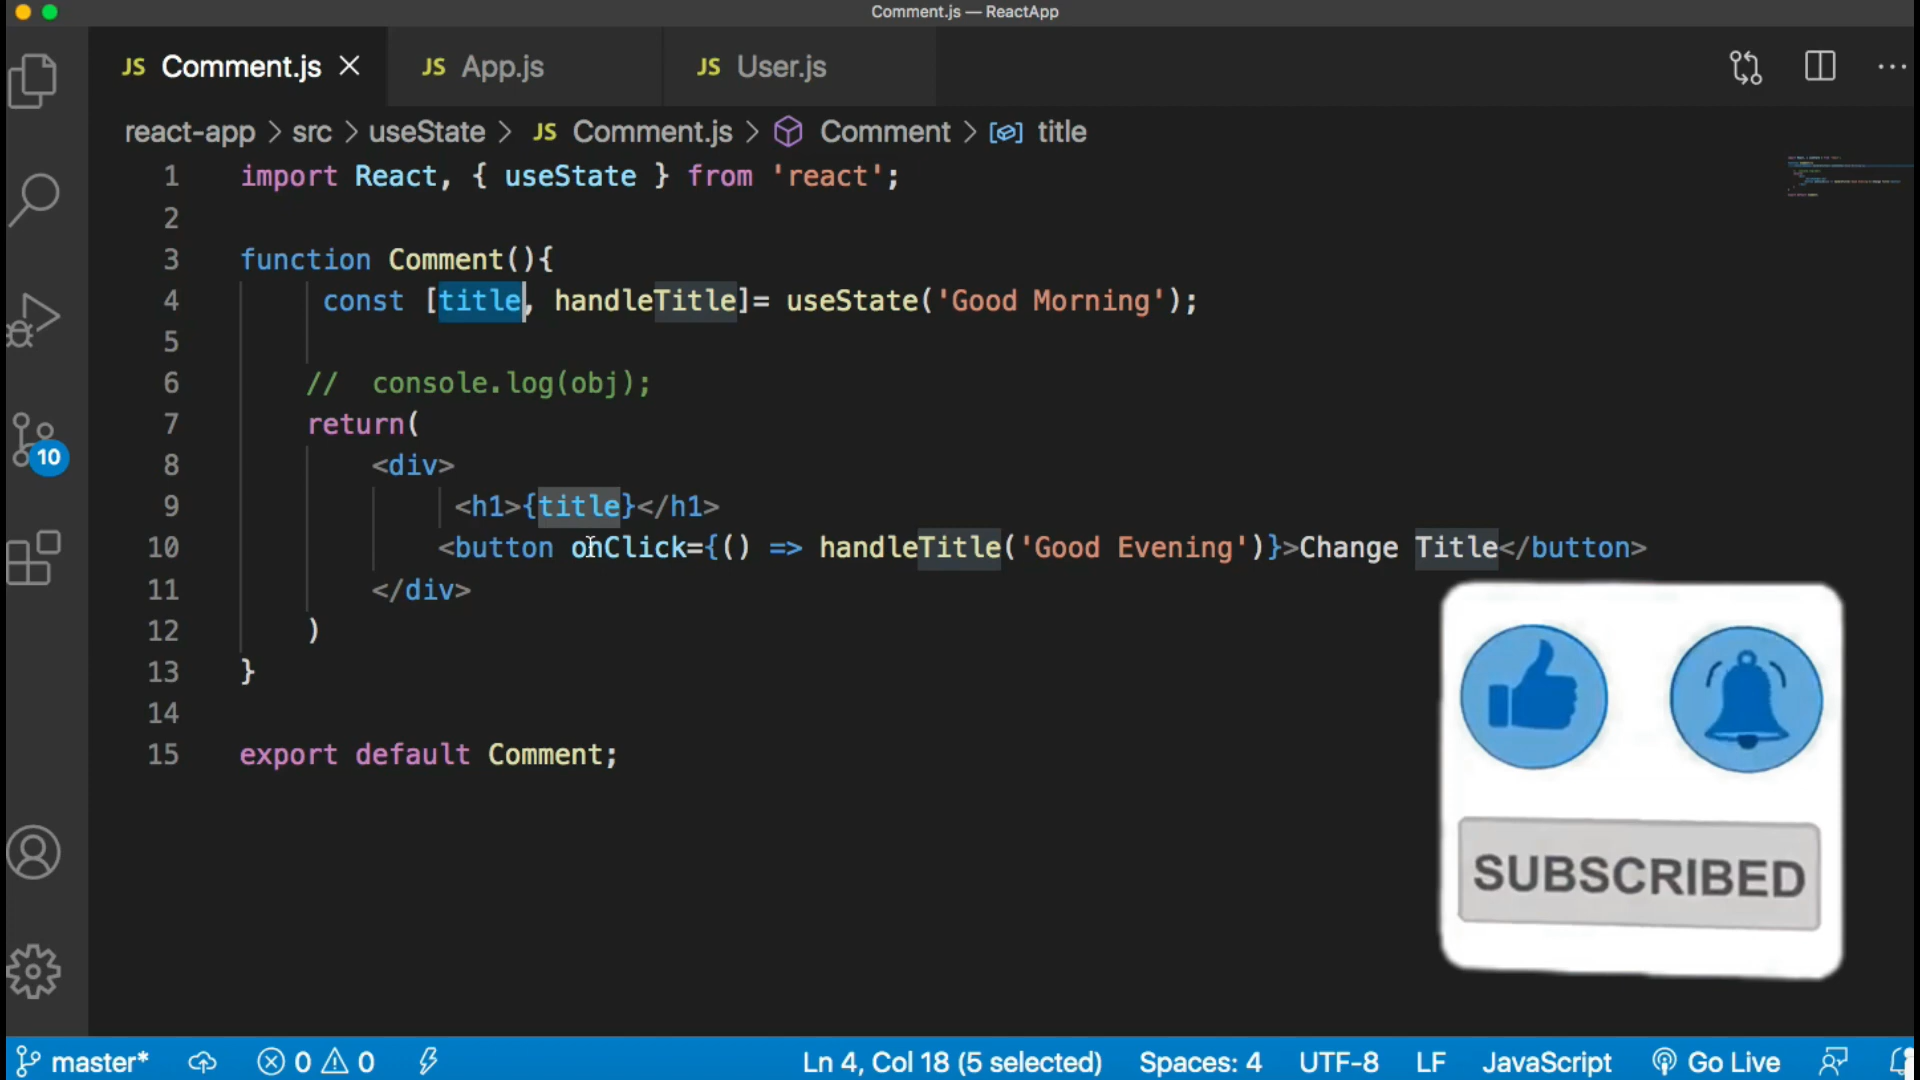 Comment.js — ReactApp
JS Comment.js JS App.js JS User.js
react-app > src > useState > JS Comment.js > Comment > title
1 import React, { useState } from 'react';
2
3 function Comment(){
4 const [title, handleTitle]= useState('Good Morning');
5
6 // console.log(obj);
7 return(
8 <div>
9 <h1>{title}</h1>
10 <button onClick={() => handleTitle('Good Evening')}>Change Title</button>
11 </div>
12 )
13 }
14
15 export default Comment;
10
SUBSCRIBED
master* 0 0 Ln 4, Col 18 (5 selected) Spaces: 4 UTF-8 LF JavaScript Go Live